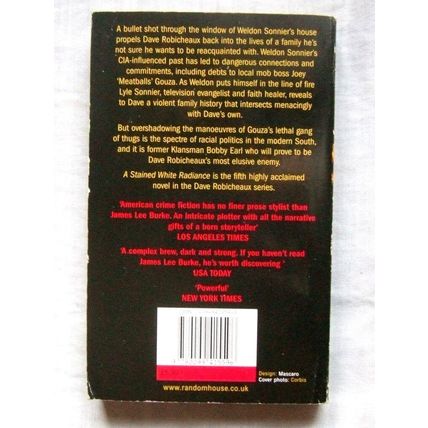 A bullet shot through the window of Weldon Sonnier's house
propels Dave Robicheaux back into the lives of a family he's
not sure he wants to be reacquainted with. Weldon Sonnier's
CIA-influenced past has led to dangerous connections and
commitments, including debts to local mob boss Joey
'Meatballs' Gouza. As Weldon puts himself in the line of fire
Lyle Sonnier, television evangelist and faith healer, reveals
to Dave a violent family history that intersects menacingly
with Dave's own.
But overshadowing the manoeuvres of Gouza's lethal gang
of thugs is the spectre of racial politics in the modern South,
and it is former Klansman Bobby Earl who will prove to be
Dave Robicheaux's most elusive enemy.
A Stained White Radiance is the fifth highly acclaimed
novel in the Dave Robicheaux series.
'American crime fiction has no finer prose stylist than
James Lee Burke. An intricate plotter with all the narrative
gifts of a born storyteller'
LOS ANGELES TIMES
'A complex brew, dark and strong. If you haven't read
James Lee Burke, he's worth discovering'
USA TODAY
'Powerful'
NEW YORK TIMES
Design: Mascaro
Cover photo: Corbis
www.randomhouse.co.uk